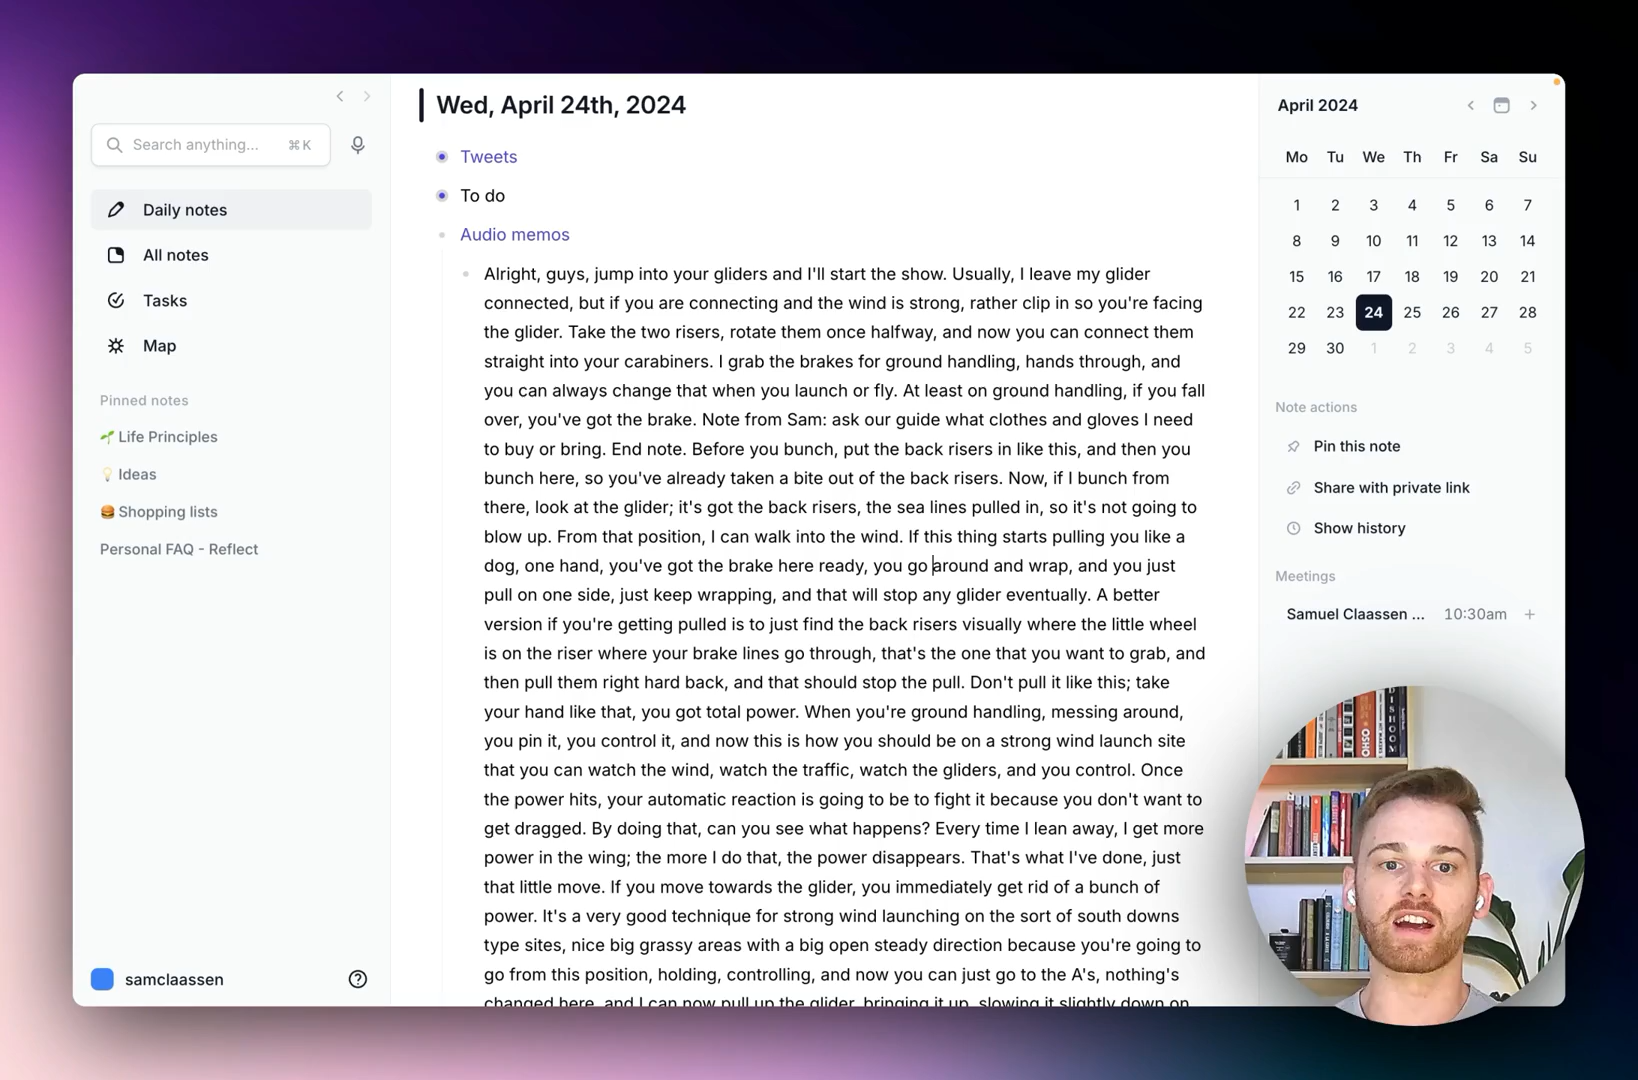 Search anything...
⌘K
Daily notes
All notes
Tasks
Map
Pinned notes
🌱 Life Principles
💡 Ideas
🍔 Shopping lists
Personal FAQ - Reflect
samclaassen
Wed, April 24th, 2024
Tweets
To do
Audio memos
Alright, guys, jump into your gliders and I'll start the show. Usually, I leave my glider
connected, but if you are connecting and the wind is strong, rather clip in so you're facing
the glider. Take the two risers, rotate them once halfway, and now you can connect them
straight into your carabiners. I grab the brakes for ground handling, hands through, and
you can always change that when you launch or fly. At least on ground handling, if you fall
over, you've got the brake. Note from Sam: ask our guide what clothes and gloves I need
to buy or bring. End note. Before you bunch, put the back risers in like this, and then you
bunch here, so you've already taken a bite out of the back risers. Now, if I bunch from
there, look at the glider; it's got the back risers, the sea lines pulled in, so it's not going to
blow up. From that position, I can walk into the wind. If this thing starts pulling you like a
dog, one hand, you've got the brake here ready, you go around and wrap, and you just
pull on one side, just keep wrapping, and that will stop any glider eventually. A better
version if you're getting pulled is to just find the back risers visually where the little wheel
is on the riser where your brake lines go through, that's the one that you want to grab, and
then pull them right hard back, and that should stop the pull. Don't pull it like this; take
your hand like that, you got total power. When you're ground handling, messing around,
you pin it, you control it, and now this is how you should be on a strong wind launch site
that you can watch the wind, watch the traffic, watch the gliders, and you control. Once
the power hits, your automatic reaction is going to be to fight it because you don't want to
get dragged. By doing that, can you see what happens? Every time I lean away, I get more
power in the wing; the more I do that, the power disappears. That's what I've done, just
that little move. If you move towards the glider, you immediately get rid of a bunch of
power. It's a very good technique for strong wind launching on the sort of south downs
type sites, nice big grassy areas with a big open steady direction because you're going to
go from this position, holding, controlling, and now you can just go to the A's, nothing's
changed here, and I can now pull up the glider, bringing it up, slowing it slightly down on
April 2024
Mo Tu We Th Fr Sa Su
1 2 3 4 5 6 7
8 9 10 11 12 13 14
15 16 17 18 19 20 21
22 23 24 25 26 27 28
29 30 1 2 3 4 5
Note actions
Pin this note
Share with private link
Show history
Meetings
Samuel Claassen ... 10:30am +
DISHOOM